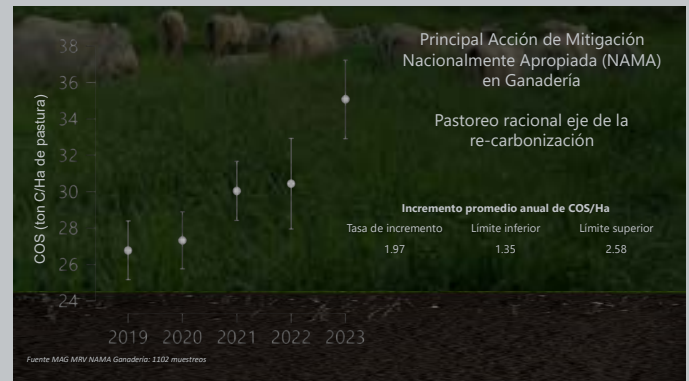 Principal Acción de Mitigación
Nacionalmente Apropiada (NAMA)
en Ganadería
Pastoreo racional eje de la
re-carbonización
Incremento promedio anual de COS/Ha
Tasa de incremento Límite inferior Límite superior
1.97 1.35 2.58
COS (ton C/Ha de pastura)
38
36
34
32
30
28
26
24
2019 2020 2021 2022 2023
Fuente MAG MRV NAMA Ganadería: 1102 muestreos